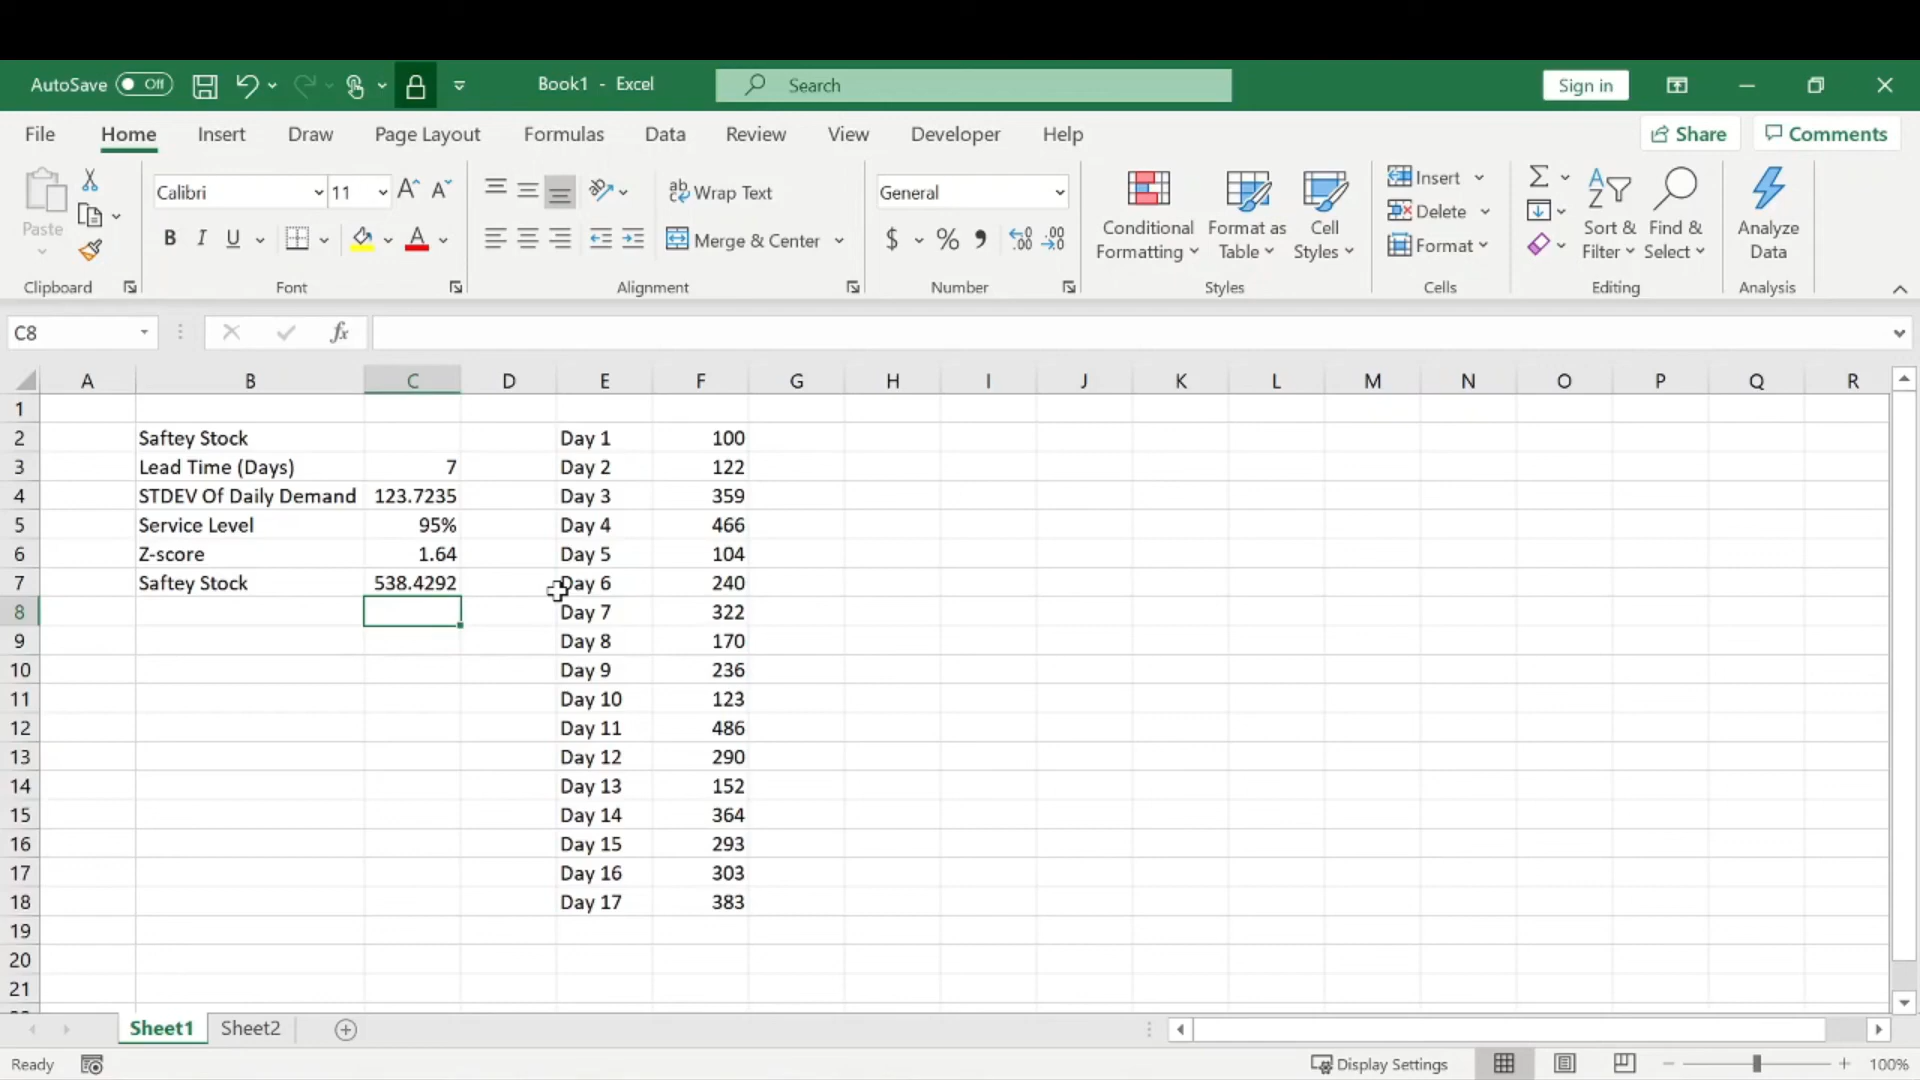 AutoSave Off Book1 - Excel Search Sign in
File Home Insert Draw Page Layout Formulas Data Review View Developer Help Share Comments
Paste
Clipboard
Calibri 11
B I U
Font
Wrap Text
Merge & Center
Alignment
General
$ %
Number
Conditional Formatting
Format as Table
Cell Styles
Styles
Insert
Delete
Format
Cells
Sort & Filter
Find & Select
Editing
Analyze Data
Analysis
C8 fx
A B C D E F G H I J K L M N O P Q R
1
2 Saftey Stock Day 1 100
3 Lead Time (Days) 7 Day 2 122
4 STDEV Of Daily Demand 123.7235 Day 3 359
5 Service Level 95% Day 4 466
6 Z-score 1.64 Day 5 104
7 Saftey Stock 538.4292 Day 6 240
8 Day 7 322
9 Day 8 170
10 Day 9 236
11 Day 10 123
12 Day 11 486
13 Day 12 290
14 Day 13 152
15 Day 14 364
16 Day 15 293
17 Day 16 303
18 Day 17 383
19
20
21
Sheet1 Sheet2
Ready Display Settings 100%